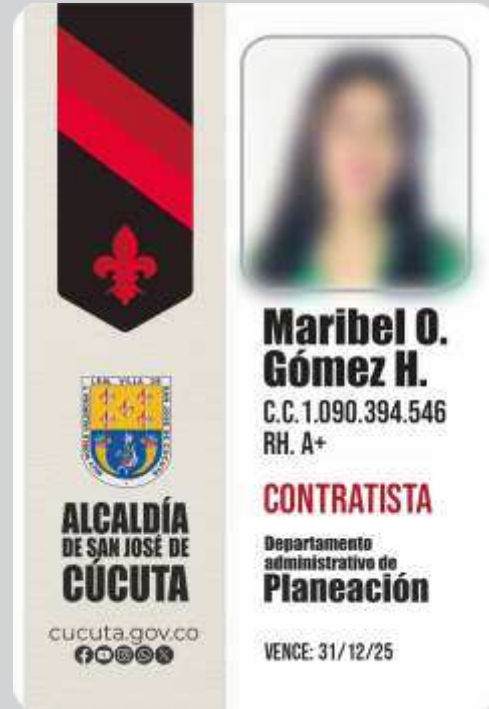 Maribel O.
Gómez H.
C.C.1.090.394.546
RH. A+
CONTRATISTA
Departamento
administrativo de
Planeación
VENCE: 31/12/25
ALCALDÍA
DE SAN JOSÉ DE
CÚCUTA
cucuta.gov.co